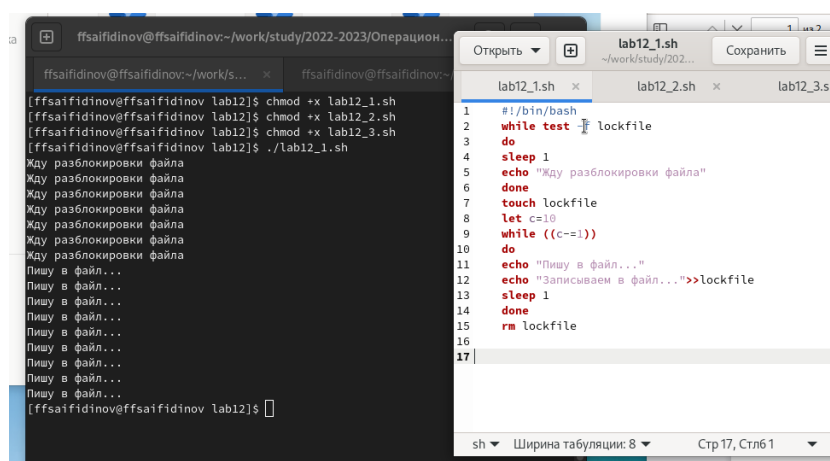 ffsaifidinov@ffsaifidinov:~/work/study/2022-2023/Операцион...
ffsaifidinov@ffsaifidinov:~/work/s... ×
ffsaifidinov@ffsaifidinov:~/
[ffsaifidinov@ffsaifidinov lab12]$ chmod +x lab12_1.sh
[ffsaifidinov@ffsaifidinov lab12]$ chmod +x lab12_2.sh
[ffsaifidinov@ffsaifidinov lab12]$ chmod +x lab12_3.sh
[ffsaifidinov@ffsaifidinov lab12]$ ./lab12_1.sh
Жду разблокировки файла
Жду разблокировки файла
Жду разблокировки файла
Жду разблокировки файла
Жду разблокировки файла
Жду разблокировки файла
Жду разблокировки файла
Пишу в файл...
Пишу в файл...
Пишу в файл...
Пишу в файл...
Пишу в файл...
Пишу в файл...
Пишу в файл...
Пишу в файл...
Пишу в файл...
[ffsaifidinov@ffsaifidinov lab12]$
1 из 2
Открыть
lab12_1.sh
~/work/study/202...
Сохранить
lab12_1.sh ×
lab12_2.sh ×
lab12_3.s
1 #!/bin/bash
2 while test -f lockfile
3 do
4 sleep 1
5 echo "Жду разблокировки файла"
6 done
7 touch lockfile
8 let c=10
9 while ((c-=1))
10 do
11 echo "Пишу в файл..."
12 echo "Записываем в файл...">>lockfile
13 sleep 1
14 done
15 rm lockfile
16
17
sh Ширина табуляции: 8 Стр 17, Стлб 1